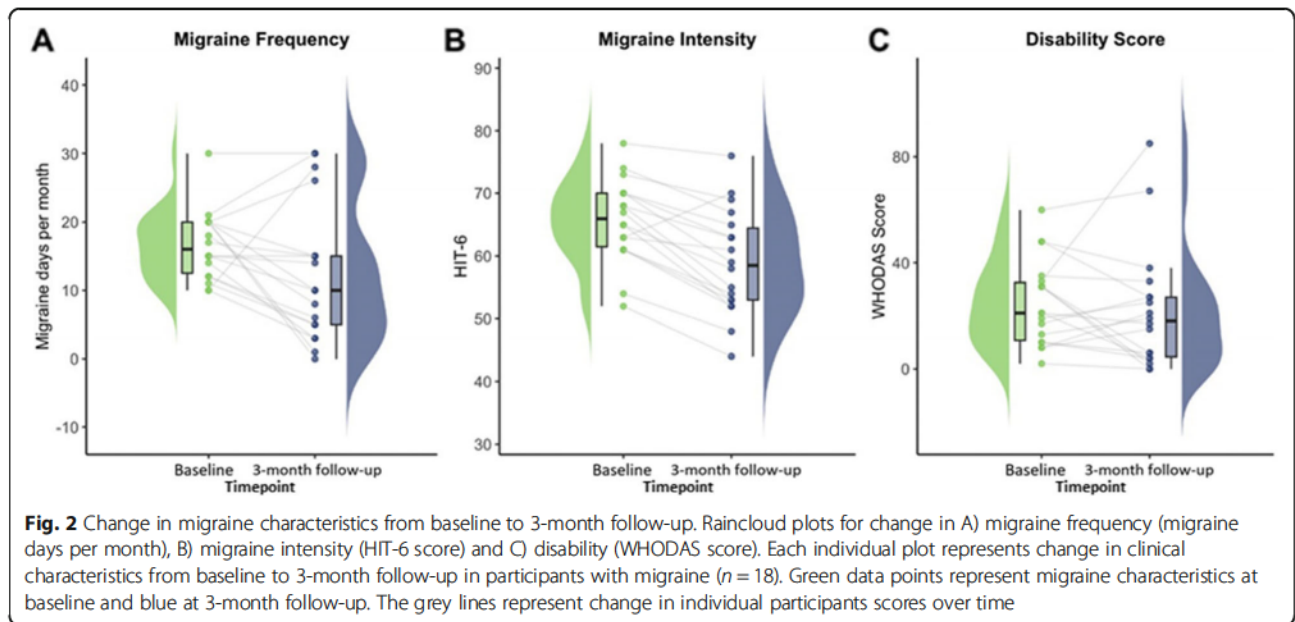 A
Migraine Frequency
40
30
20
10
0
-10
Migraine days per month
Baseline
3-month follow-up
Timepoint
B
Migraine Intensity
90
80
70
60
50
40
30
HIT-6
Baseline
3-month follow-up
Timepoint
C
Disability Score
80
40
0
WHODAS Score
Baseline
3-month follow-up
Timepoint
Fig. 2 Change in migraine characteristics from baseline to 3-month follow-up. Raincloud plots for change in A) migraine frequency (migraine
days per month), B) migraine intensity (HIT-6 score) and C) disability (WHODAS score). Each individual plot represents change in clinical
characteristics from baseline to 3-month follow-up in participants with migraine (n = 18). Green data points represent migraine characteristics at
baseline and blue at 3-month follow-up. The grey lines represent change in individual participants scores over time